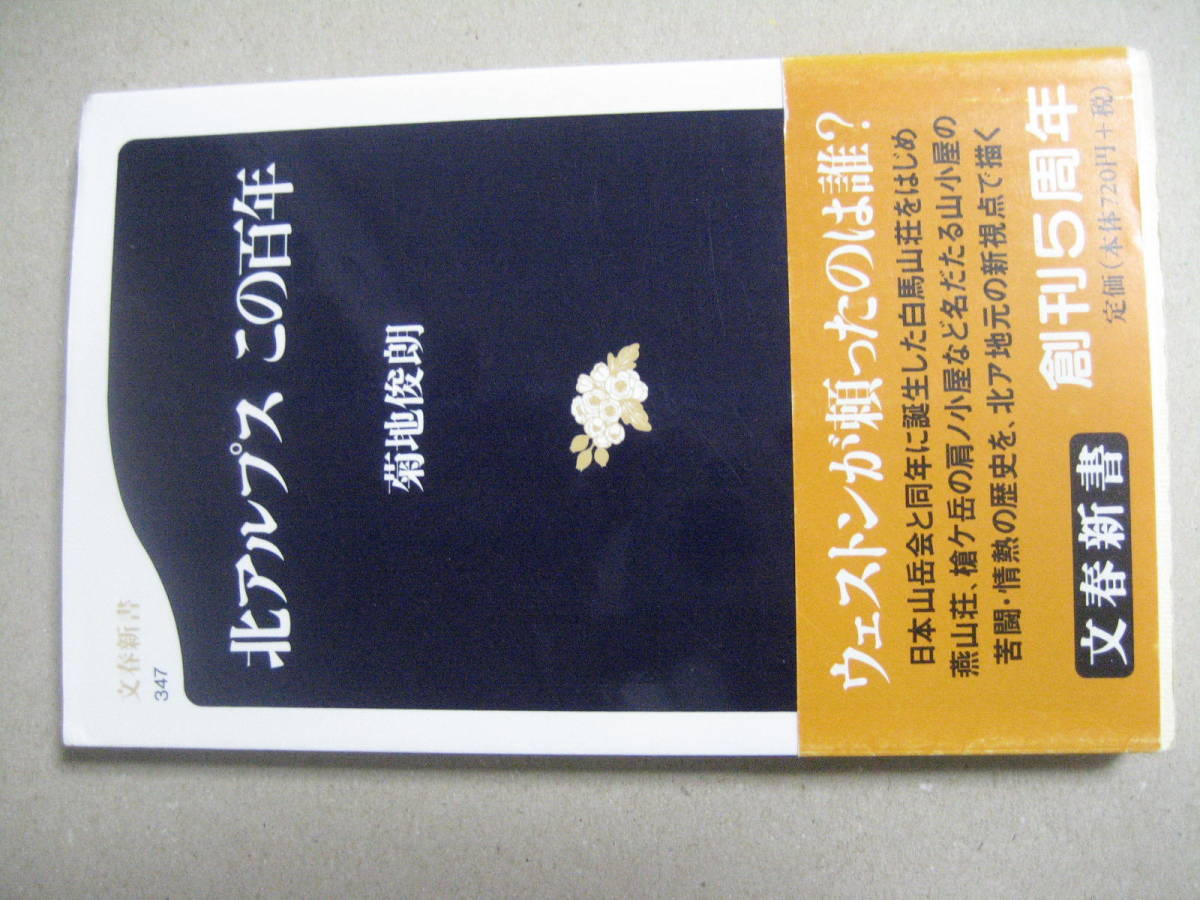 文春新書
347
北アルプス この百年
菊地俊朗
ウェストンが頼ったのは誰?
日本山岳会と同年に誕生した白馬山荘をはじめ
燕山荘、槍ケ岳の肩ノ小屋など名だたる山小屋の
苦闘・情熱の歴史を、北ア地元の新視点で描く
創刊5周年
定価(本体720円+税)
文春新書